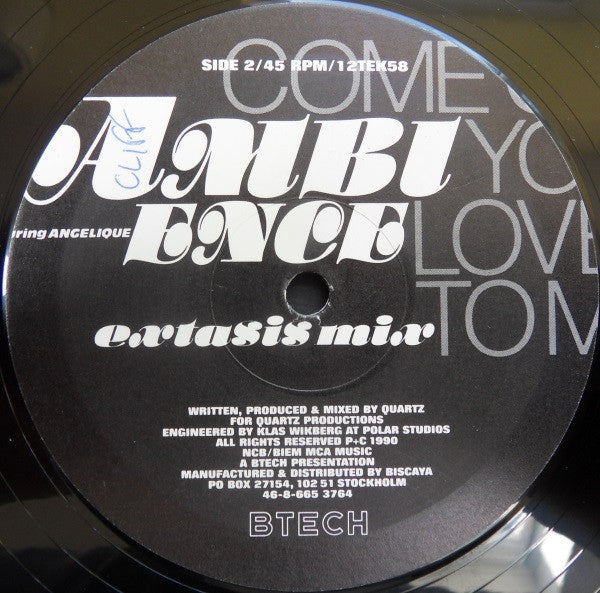 SIDE 2/45 RPM/12TEK58
COME
YO
LOVE
TO M
AMBI
ENCE
CLIFF
uring ANGELIQUE
extasis mix
WRITTEN, PRODUCED & MIXED BY QUARTZ
FOR QUARTZ PRODUCTIONS
ENGINEERED BY KLAS WIKBERG AT POLAR STUDIOS
ALL RIGHTS RESERVED P+C 1990
NCB/BIEM MCA MUSIC
A BTECH PRESENTATION
MANUFACTURED & DISTRIBUTED BY BISCAYA
PO BOX 27154, 102 51 STOCKHOLM
46-8-665 3764
BTECH